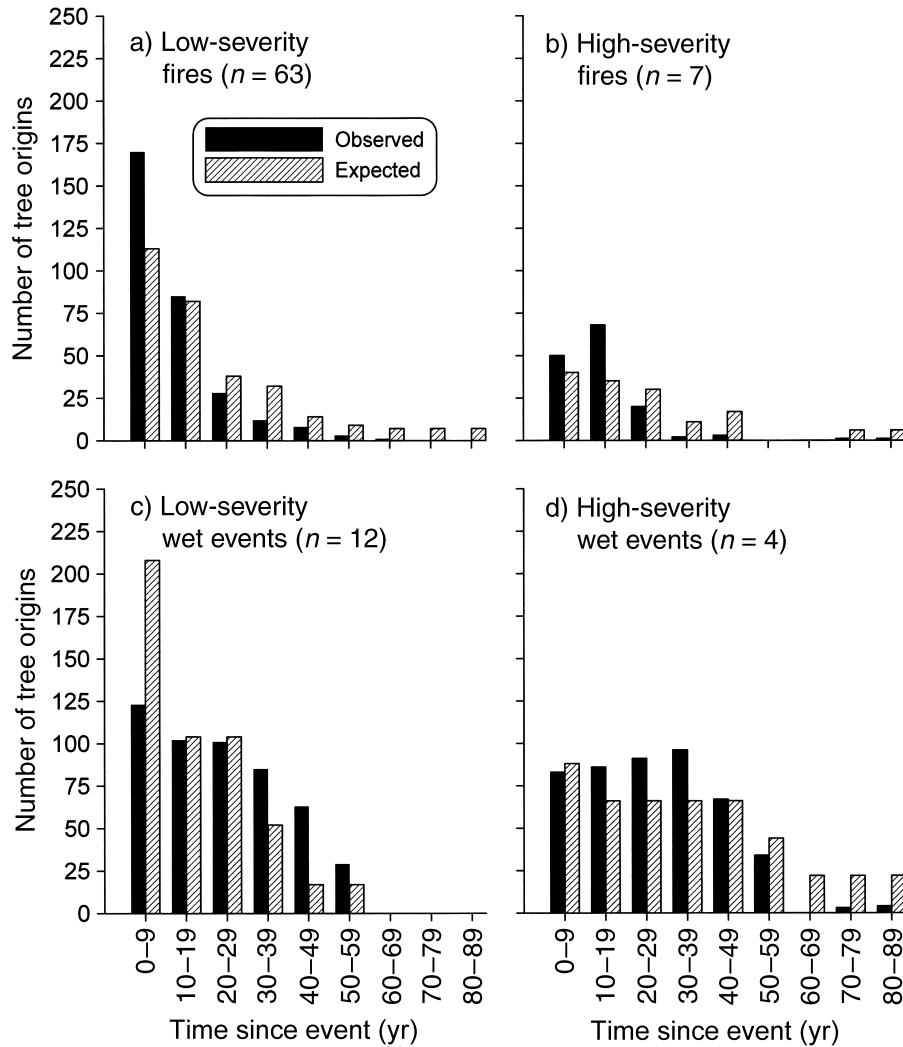 250
225
200
175
150
125
100
75
50
25
0
Number of tree origins
a) Low-severity
fires (n = 63)
Observed
Expected
b) High-severity
fires (n = 7)
250
225
200
175
150
125
100
75
50
25
0
Number of tree origins
c) Low-severity
wet events (n = 12)
0–9
10–19
20–29
30–39
40–49
50–59
60–69
70–79
80–89
Time since event (yr)
d) High-severity
wet events (n = 4)
0–9
10–19
20–29
30–39
40–49
50–59
60–69
70–79
80–89
Time since event (yr)